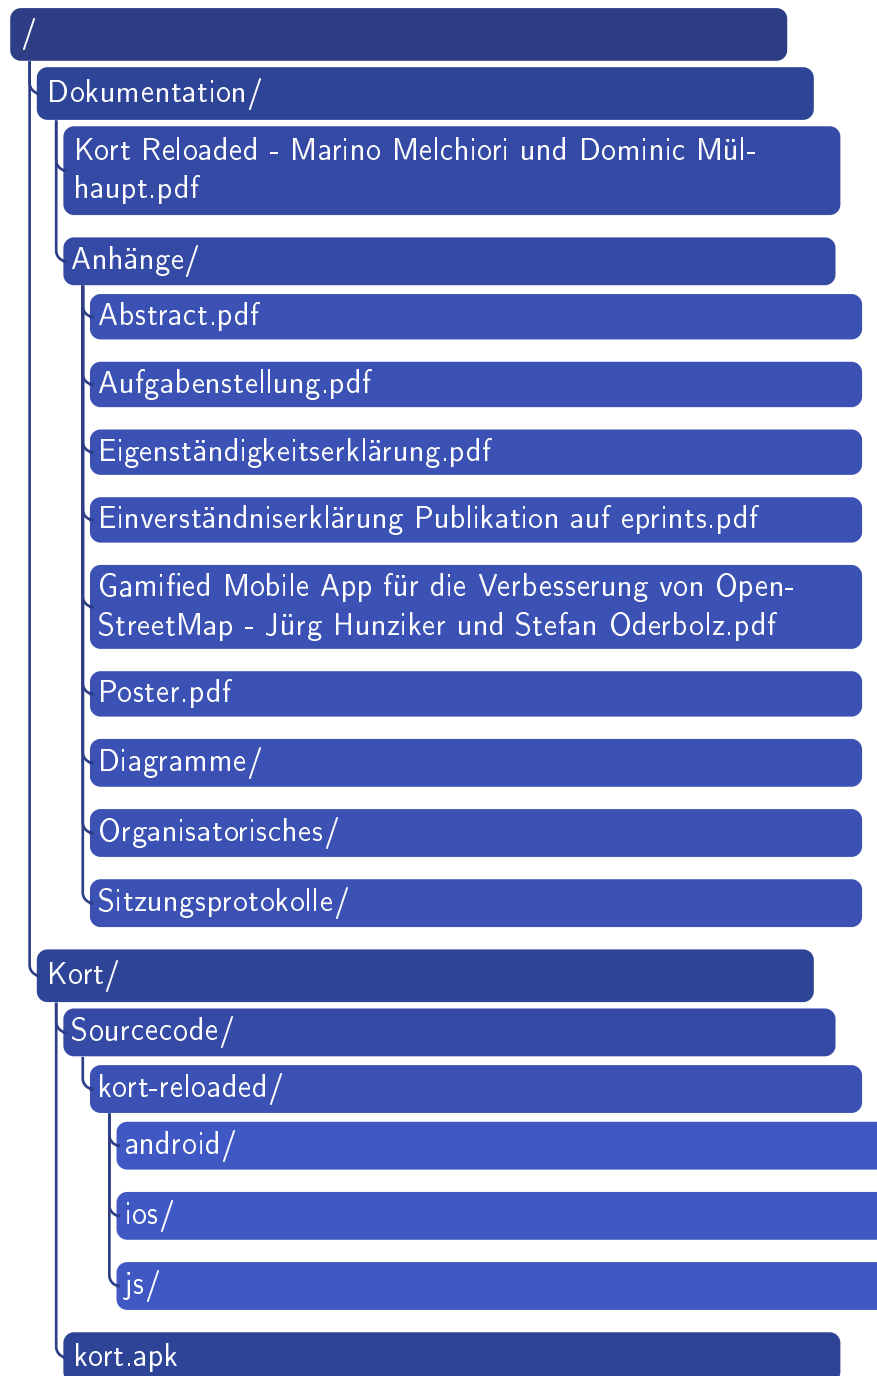 /
Dokumentation/
Kort Reloaded - Marino Melchiori und Dominic Mül-
haupt.pdf
Anhänge/
Abstract.pdf
Aufgabenstellung.pdf
Eigenständigkeitserklärung.pdf
Einverständniserklärung Publikation auf eprints.pdf
Gamified Mobile App für die Verbesserung von Open-
StreetMap - Jürg Hunziker und Stefan Oderbolz.pdf
Poster.pdf
Diagramme/
Organisatorisches/
Sitzungsprotokolle/
Kort/
Sourcecode/
kort-reloaded/
android/
ios/
js/
kort.apk